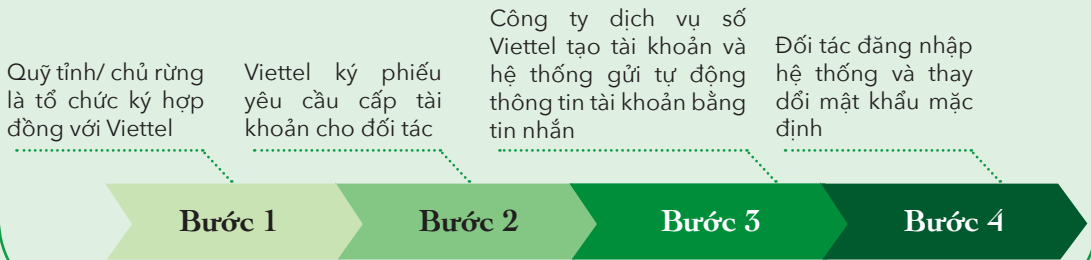 Quỹ tỉnh/ chủ rừng
là tổ chức ký hợp
đồng với Viettel
Viettel ký phiếu
yêu cầu cấp tài
khoản cho đối tác
Công ty dịch vụ số
Viettel tạo tài khoản và
hệ thống gửi tự động
thông tin tài khoản bằng
tin nhắn
Đối tác đăng nhập
hệ thống và thay
dổi mật khẩu mặc
định
Bước 1
Bước 2
Bước 3
Bước 4